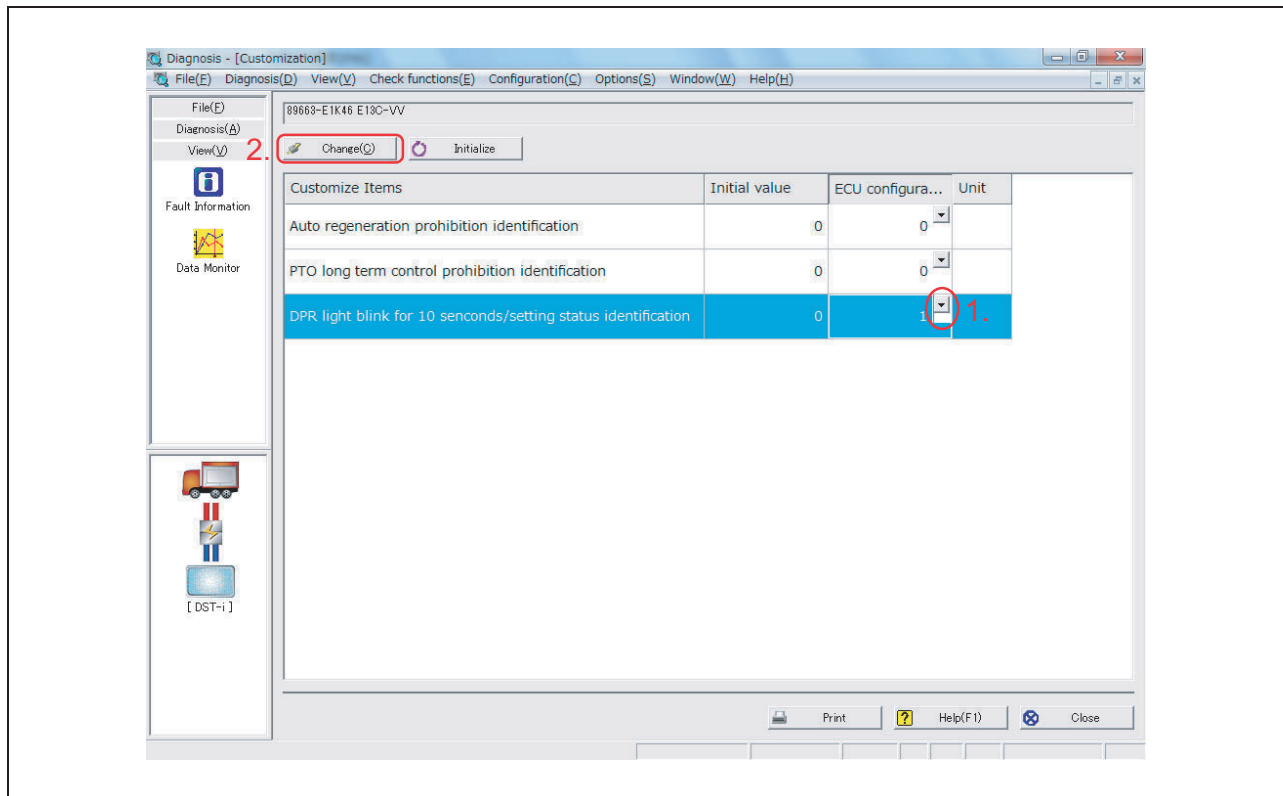 Diagnosis - [Customization]
File(F) Diagnosis(D) View(V) Check functions(E) Configuration(C) Options(S) Window(W) Help(H)
File(F)
Diagnosis(A)
View(V)
Fault Information
Data Monitor
[ DST-i ]
89663-E1K46 E13C-VV
2.
Change(C) Initialize
Customize Items Initial value ECU configura... Unit
Auto regeneration prohibition identification 0 0
PTO long term control prohibition identification 0 0
DPR light blink for 10 senconds/setting status identification 0 1
1.
Print Help(F1) Close